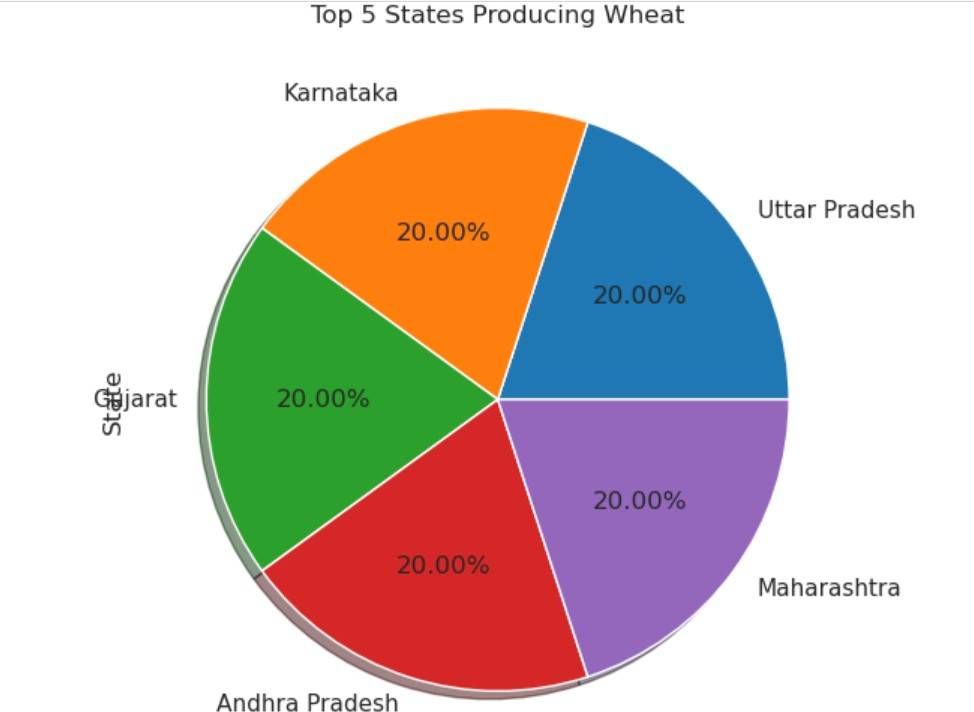 Top 5 States Producing Wheat
Karnataka
Uttar Pradesh
20.00%
20.00%
State
Gujarat
20.00%
20.00%
20.00%
Maharashtra
Andhra Pradesh